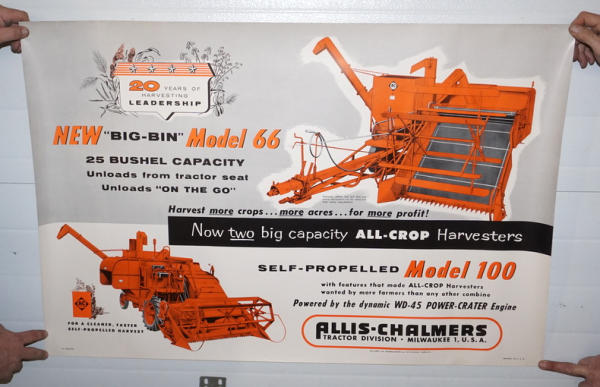 20 YEARS OF
HARVESTING
LEADERSHIP
NEW "BIG-BIN" Model 66
25 BUSHEL CAPACITY
Unloads from tractor seat
Unloads "ON THE GO"
Harvest more crops...more acres...for more profit!
Now two big capacity ALL-CROP Harvesters
SELF-PROPELLED Model 100
with features that made ALL-CROP Harvesters
wanted by more farmers than any other combine
Powered by the dynamic WD-45 POWER-CRATER Engine
FOR A CLEANER, FASTER
SELF-PROPELLED HARVEST
ALLIS-CHALMERS
TRACTOR DIVISION • MILWAUKEE 1, U.S.A.